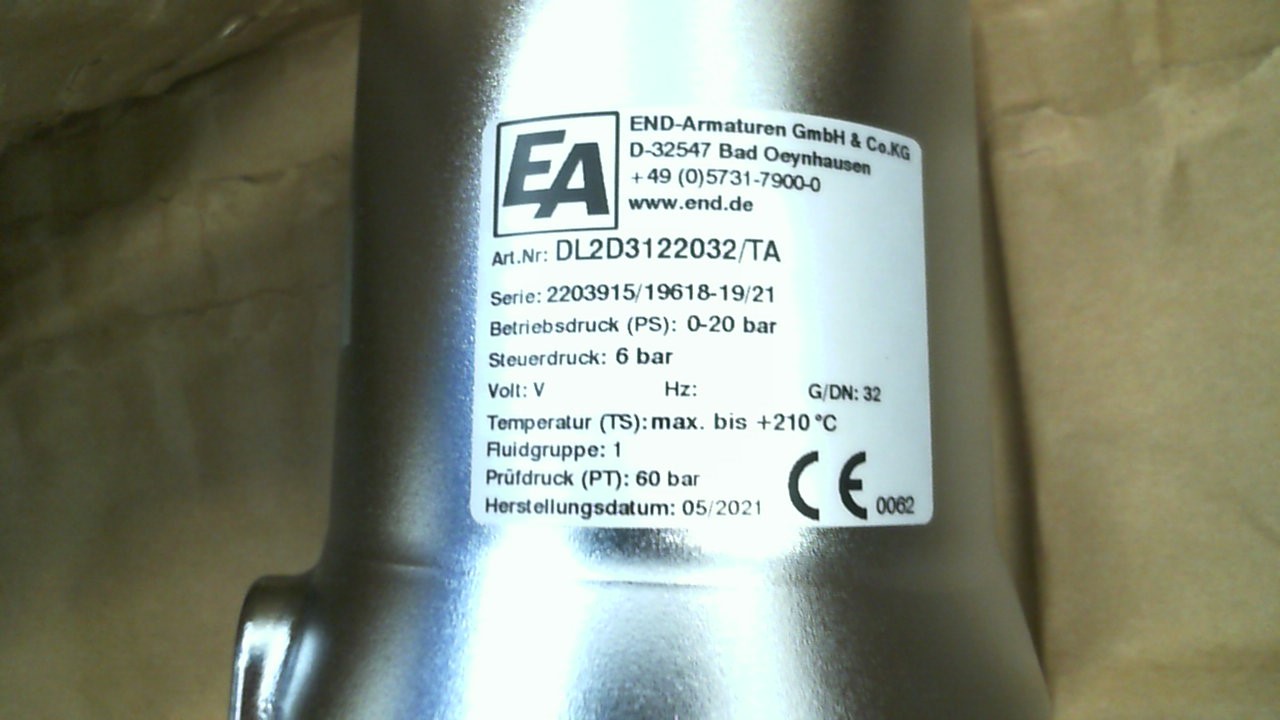 EA
END-Armaturen GmbH & Co.KG
D-32547 Bad Oeynhausen
+49 (0)5731-7900-0
www.end.de
Art.Nr: DL2D3122032/TA
Serie: 2203915/19618-19/21
Betriebsdruck (PS): 0-20 bar
Steuerdruck: 6 bar
Volt: V Hz: G/DN: 32
Temperatur (TS): max. bis +210°C
Fluidgruppe: 1
Prüfdruck (PT): 60 bar
Herstellungsdatum: 05/2021
CE 0062